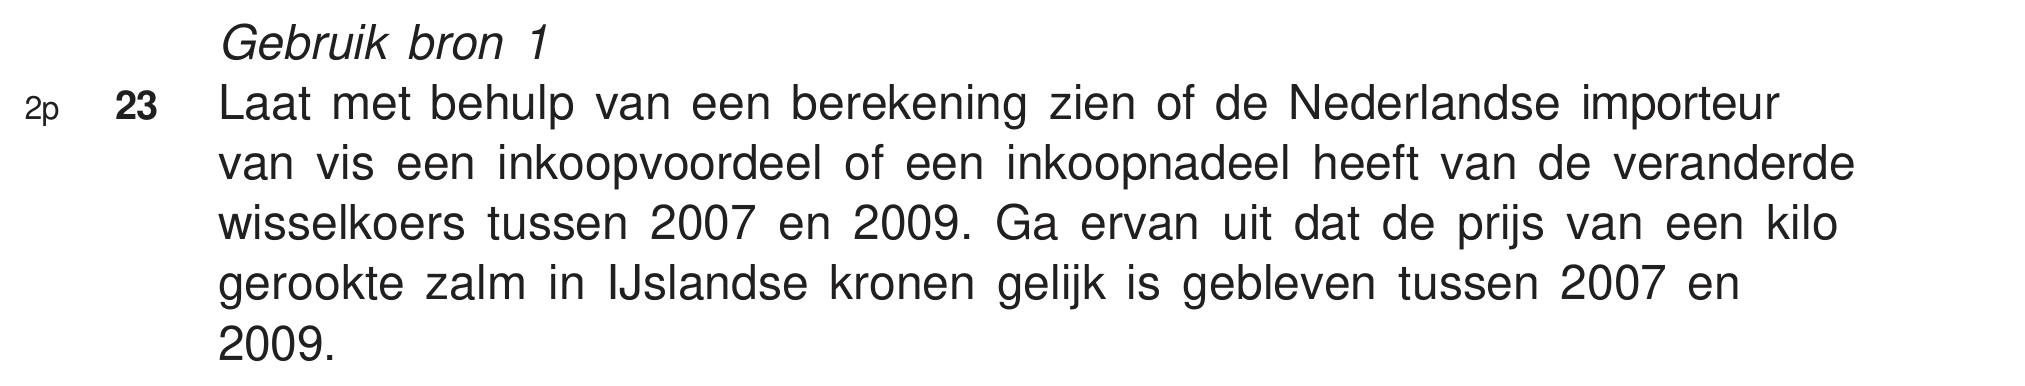 Gebruik bron 1
2p 23 Laat met behulp van een berekening zien of de Nederlandse importeur
van vis een inkoopvoordeel of een inkoopnadeel heeft van de veranderde
wisselkoers tussen 2007 en 2009. Ga ervan uit dat de prijs van een kilo
gerookte zalm in IJslandse kronen gelijk is gebleven tussen 2007 en
2009.